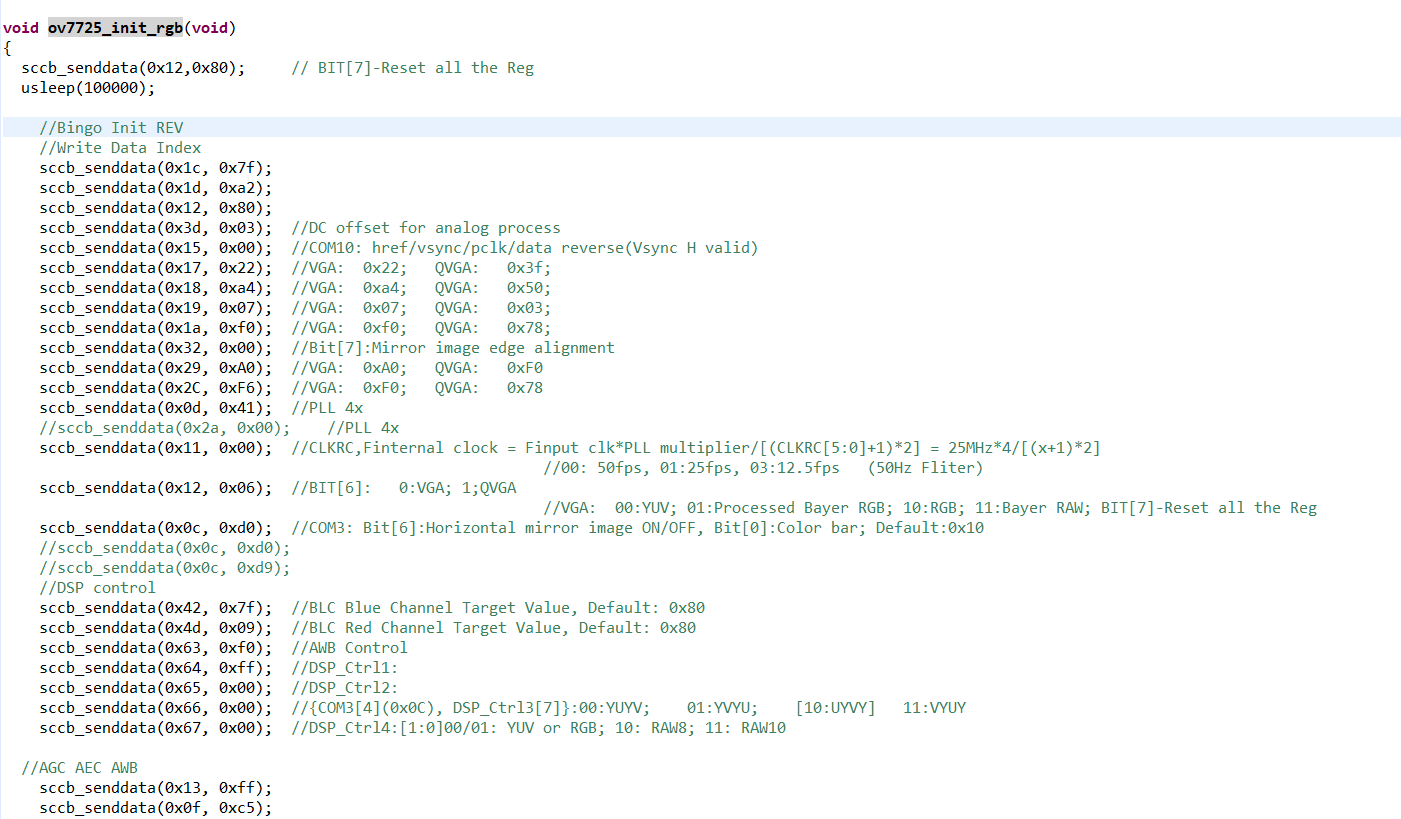 void ov7725_init_rgb(void)
{
sccb_senddata(0x12,0x80); // BIT[7]-Reset all the Reg
usleep(100000);
//Bingo Init REV
//Write Data Index
sccb_senddata(0x1c, 0x7f);
sccb_senddata(0x1d, 0xa2);
sccb_senddata(0x12, 0x80);
sccb_senddata(0x3d, 0x03); //DC offset for analog process
sccb_senddata(0x15, 0x00); //COM10: href/vsync/pclk/data reverse(Vsync H valid)
sccb_senddata(0x17, 0x22); //VGA: 0x22; QVGA: 0x3f;
sccb_senddata(0x18, 0xa4); //VGA: 0xa4; QVGA: 0x50;
sccb_senddata(0x19, 0x07); //VGA: 0x07; QVGA: 0x03;
sccb_senddata(0x1a, 0xf0); //VGA: 0xf0; QVGA: 0x78;
sccb_senddata(0x32, 0x00); //Bit[7]:Mirror image edge alignment
sccb_senddata(0x29, 0xA0); //VGA: 0xA0; QVGA: 0xF0
sccb_senddata(0x2C, 0xF6); //VGA: 0xF0; QVGA: 0x78
sccb_senddata(0x0d, 0x41); //PLL 4x
//sccb_senddata(0x2a, 0x00); //PLL 4x
sccb_senddata(0x11, 0x00); //CLKRC,Finternal clock = Finput clk*PLL multiplier/[(CLKRC[5:0]+1)*2] = 25MHz*4/[(x+1)*2]
//00: 50fps, 01:25fps, 03:12.5fps (50Hz Fliter)
sccb_senddata(0x12, 0x06); //BIT[6]: 0:VGA; 1;QVGA
//VGA: 00:YUV; 01:Processed Bayer RGB; 10:RGB; 11:Bayer RAW; BIT[7]-Reset all the Reg
sccb_senddata(0x0c, 0xd0); //COM3: Bit[6]:Horizontal mirror image ON/OFF, Bit[0]:Color bar; Default:0x10
//sccb_senddata(0x0c, 0xd0);
//sccb_senddata(0x0c, 0xd9);
//DSP control
sccb_senddata(0x42, 0x7f); //BLC Blue Channel Target Value, Default: 0x80
sccb_senddata(0x4d, 0x09); //BLC Red Channel Target Value, Default: 0x80
sccb_senddata(0x63, 0xf0); //AWB Control
sccb_senddata(0x64, 0xff); //DSP_Ctrl1:
sccb_senddata(0x65, 0x00); //DSP_Ctrl2:
sccb_senddata(0x66, 0x00); //{COM3[4](0x0C), DSP_Ctrl3[7]}:00:YUYV; 01:YVYU; [10:UYVY] 11:VYUY
sccb_senddata(0x67, 0x00); //DSP_Ctrl4:[1:0]00/01: YUV or RGB; 10: RAW8; 11: RAW10
//AGC AEC AWB
sccb_senddata(0x13, 0xff);
sccb_senddata(0x0f, 0xc5);